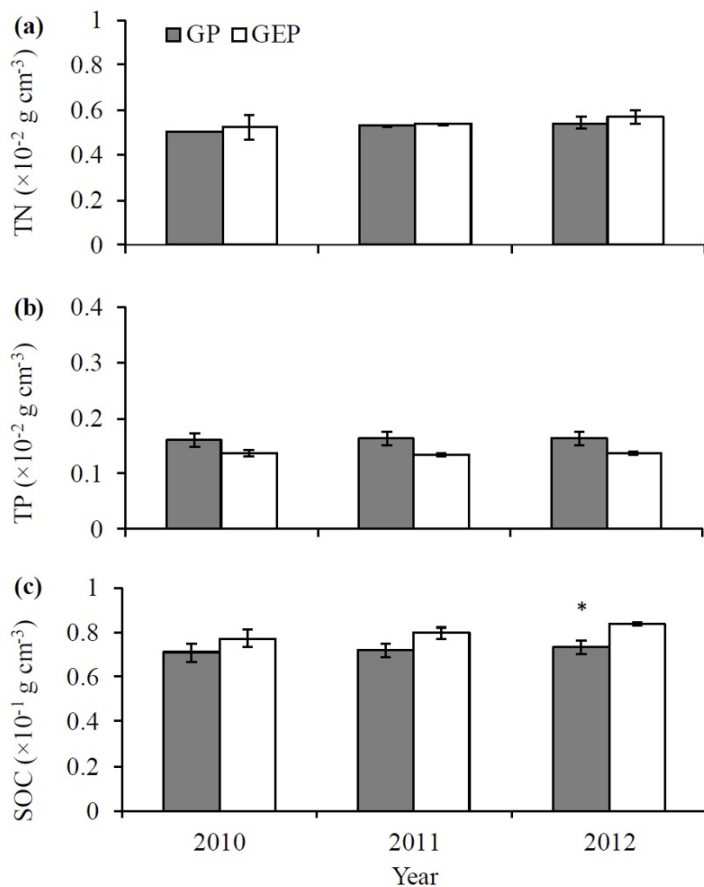 (a)
GP GEP
TN (×10⁻² g cm⁻³)
1
0.8
0.6
0.4
0.2
0
(b)
TP (×10⁻² g cm⁻³)
0.4
0.3
0.2
0.1
0
(c)
SOC (×10⁻¹ g cm⁻³)
1
0.8
0.6
0.4
0.2
0
*
2010 2011 2012
Year